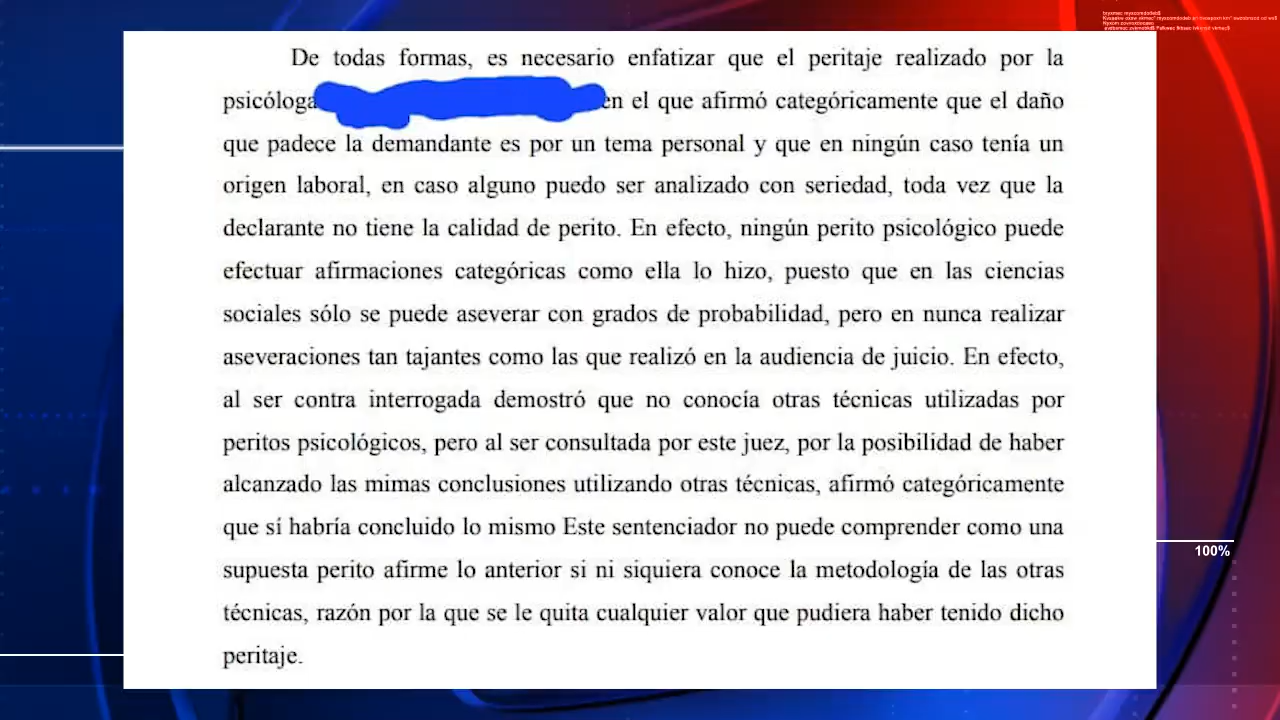 De todas formas, es necesario enfatizar que el peritaje realizado por la
psicóloga en el que afirmó categóricamente que el daño
que padece la demandante es por un tema personal y que en ningún caso tenía un
origen laboral, en caso alguno puedo ser analizado con seriedad, toda vez que la
declarante no tiene la calidad de perito. En efecto, ningún perito psicológico puede
efectuar afirmaciones categóricas como ella lo hizo, puesto que en las ciencias
sociales sólo se puede aseverar con grados de probabilidad, pero en nunca realizar
aseveraciones tan tajantes como las que realizó en la audiencia de juicio. En efecto,
al ser contra interrogada demostró que no conocía otras técnicas utilizadas por
peritos psicológicos, pero al ser consultada por este juez, por la posibilidad de haber
alcanzado las mimas conclusiones utilizando otras técnicas, afirmó categóricamente
que sí habría concluido lo mismo Este sentenciador no puede comprender como una
supuesta perito afirme lo anterior si ni siquiera conoce la metodología de las otras
técnicas, razón por la que se le quita cualquier valor que pudiera haber tenido dicho
peritaje.
100%